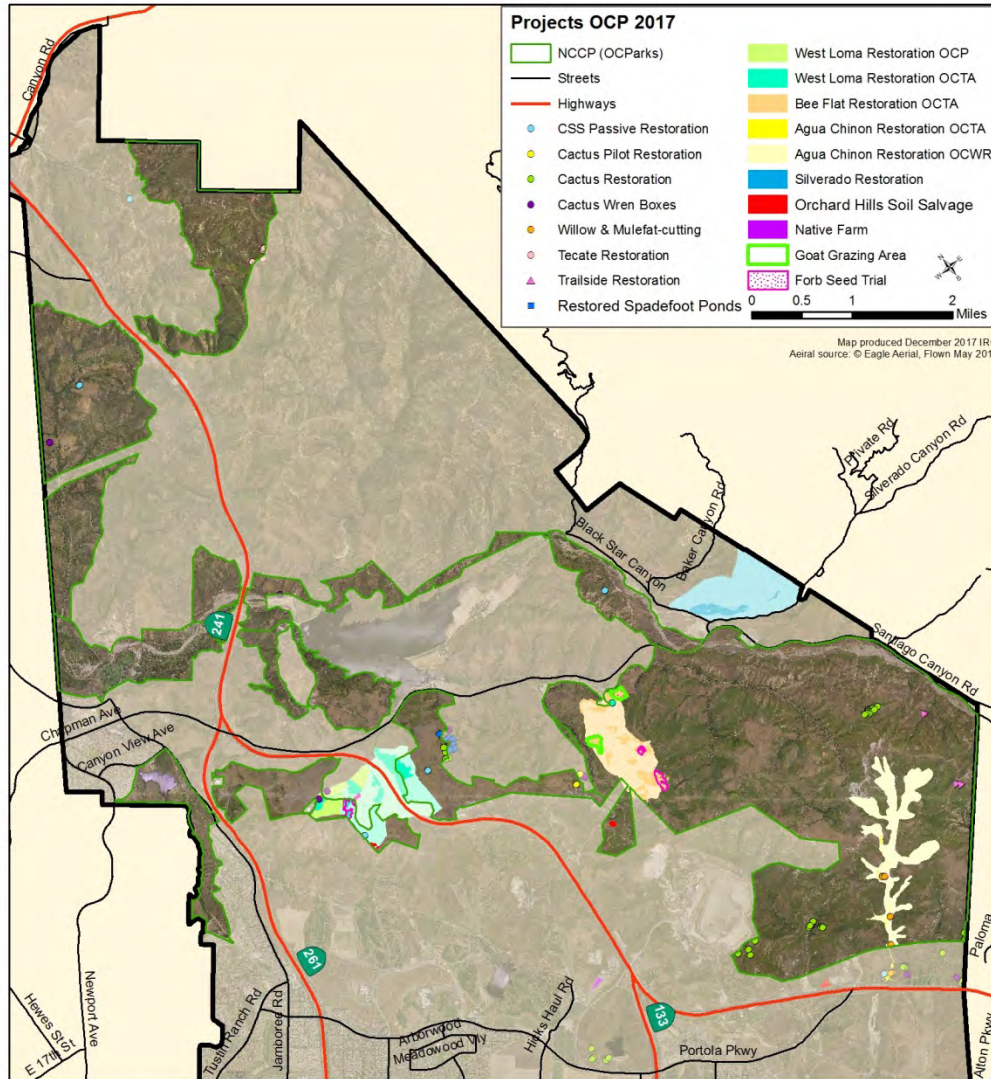 Projects OCP 2017
NCCP (OCParks)
Streets
Highways
CSS Passive Restoration
Cactus Pilot Restoration
Cactus Restoration
Cactus Wren Boxes
Willow & Mulefat-cutting
Tecate Restoration
Trailside Restoration
Restored Spadefoot Ponds
West Loma Restoration OCP
West Loma Restoration OCTA
Bee Flat Restoration OCTA
Agua Chinon Restoration OCTA
Agua Chinon Restoration OCWR
Silverado Restoration
Orchard Hills Soil Salvage
Native Farm
Goat Grazing Area
Forb Seed Trial
N
E
S
W
0 0.5 1 2
Miles
Map produced December 2017 IR
Aeiral source: © Eagle Aerial, Flown May 201
Canyon Rd
Private Rd
Silverado Canyon Rd
Baker Canyon Rd
Black Star Canyon
Santiago Canyon Rd
241
Chapman Ave
Canyon View Ave
261
133
Paloma
Newport Ave
Hewes St
E 17th St
Tustin Ranch Rd
Jamboree Rd
Arborwood
Meadowood Vly
Hicks Haul Rd
Portola Pkwy
Alton Pkwy